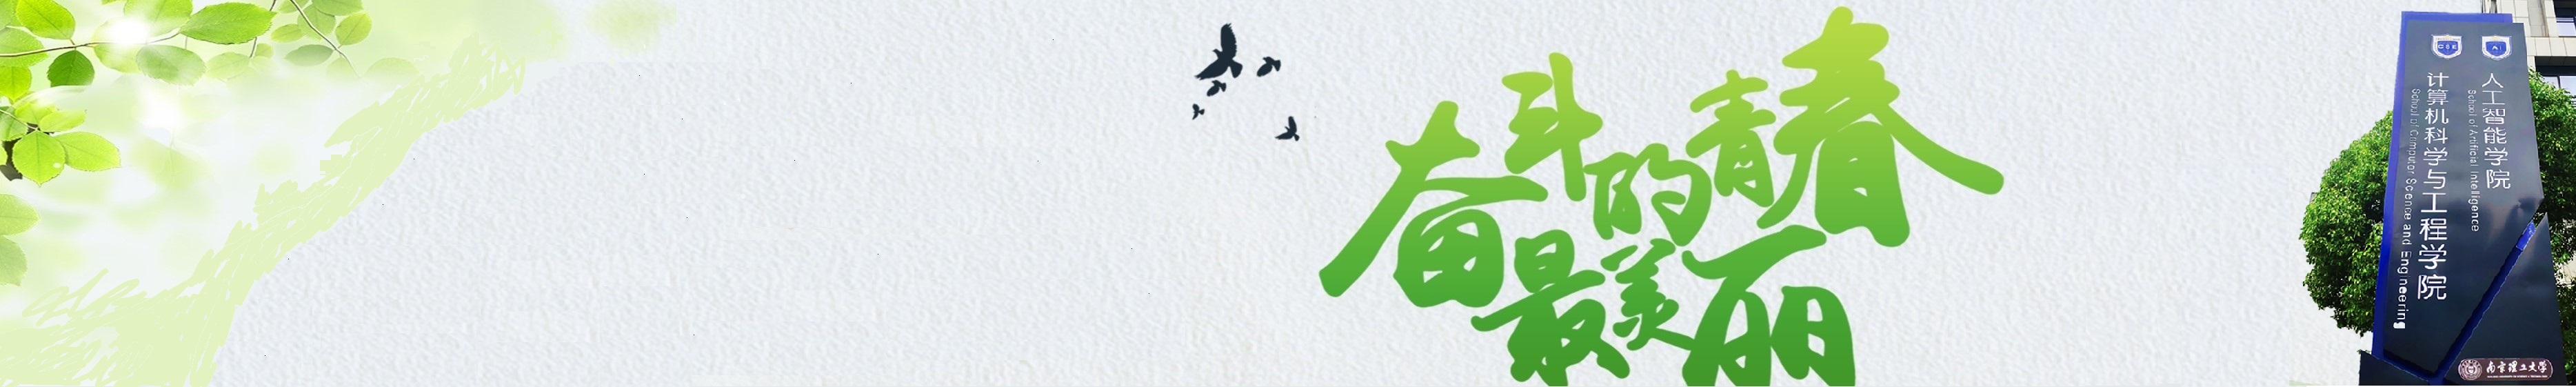 奋斗的青春
最美丽
CSE
AI
人工智能学院
School of Artificial Intelligence
计算机科学与工程学院
School of Computer Science and Engineering
南京理工大学